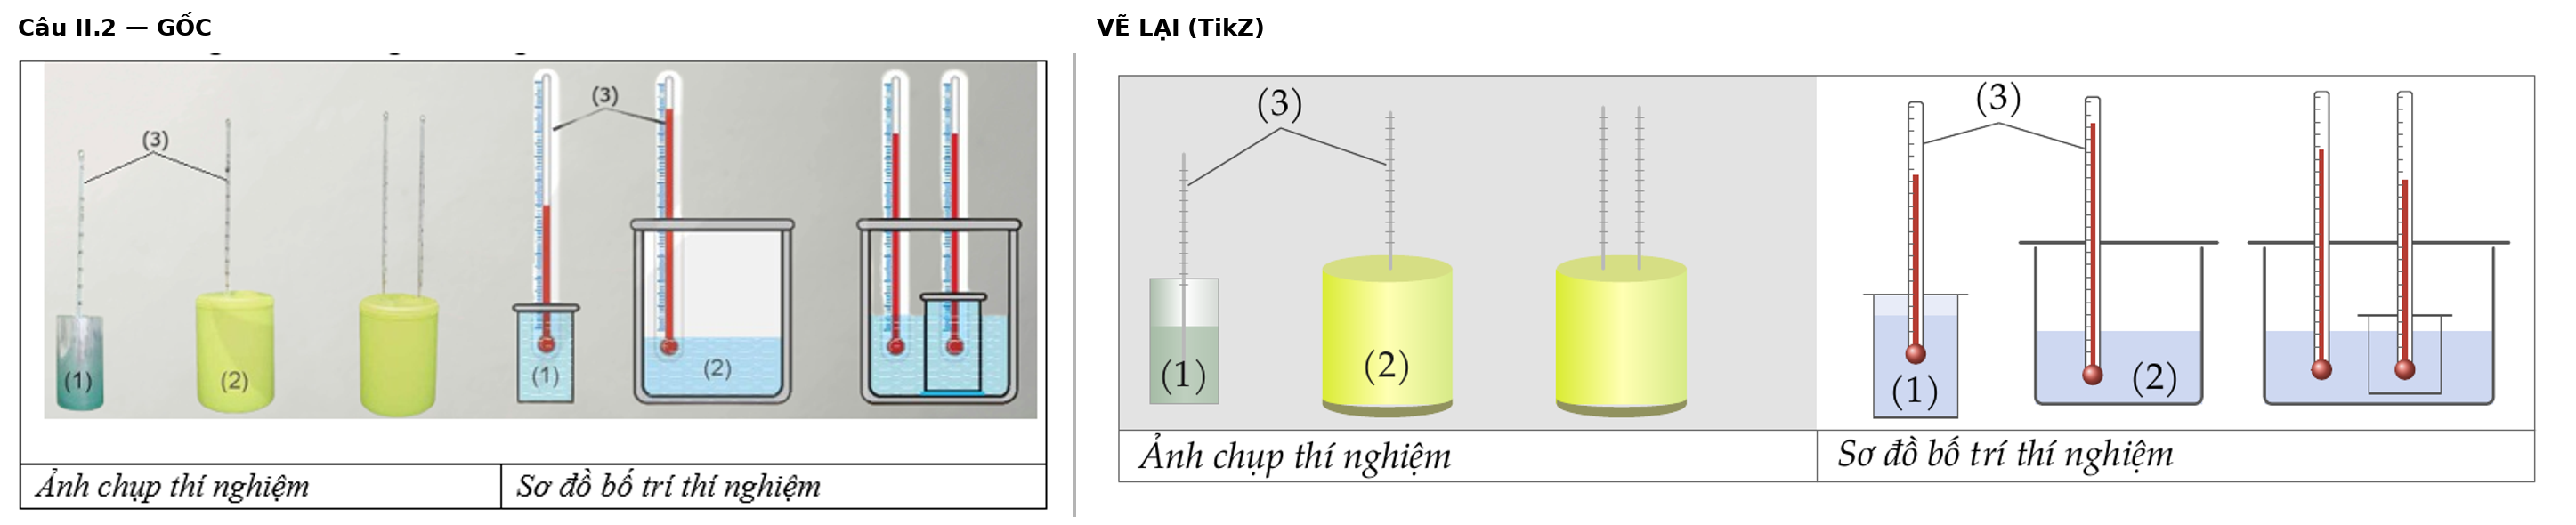 Câu II.2 — GỐC
(3)
(3)
(1)
(2)
(1)
(2)
Ảnh chụp thí nghiệm
Sơ đồ bố trí thí nghiệm
VẼ LẠI (TikZ)
(3)
(3)
(1)
(2)
(1)
(2)
Ảnh chụp thí nghiệm
Sơ đồ bố trí thí nghiệm